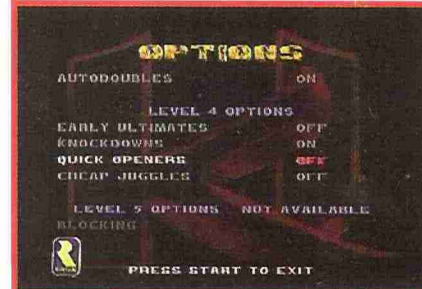 OPTIONS
AUTODOUBLES ON
LEVEL 4 OPTIONS
EARLY ULTIMATES OFF
KNOCKDOWNS ON
QUICK OPENERS OFF
CHEAP JUGGLES OFF
LEVEL 5 OPTIONS NOT AVAILABLE
BLOCKING
R
PRESS START TO EXIT